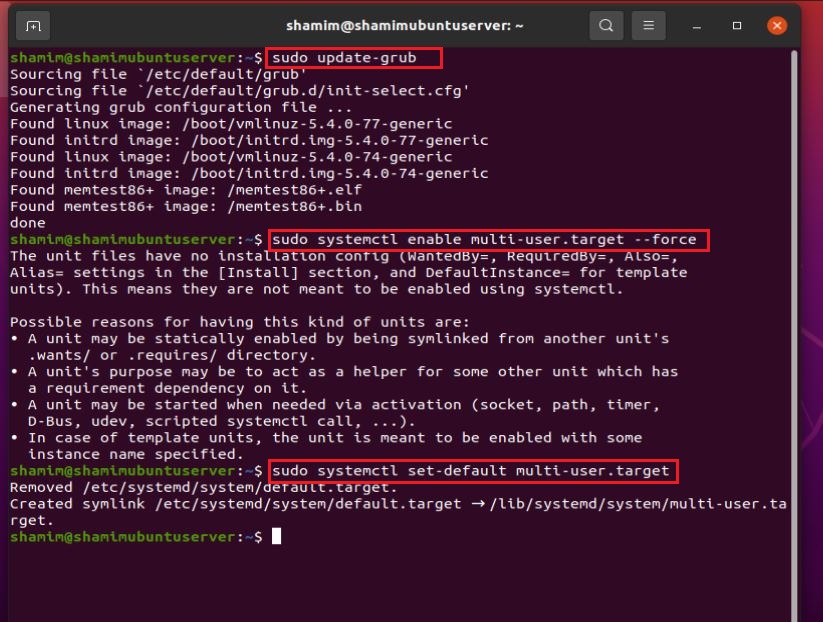 shamim@shamimubuntuserver: ~
shamim@shamimubuntuserver:~$ sudo update-grub
Sourcing file `/etc/default/grub'
Sourcing file `/etc/default/grub.d/init-select.cfg'
Generating grub configuration file ...
Found linux image: /boot/vmlinuz-5.4.0-77-generic
Found initrd image: /boot/initrd.img-5.4.0-77-generic
Found linux image: /boot/vmlinuz-5.4.0-74-generic
Found initrd image: /boot/initrd.img-5.4.0-74-generic
Found memtest86+ image: /memtest86+.elf
Found memtest86+ image: /memtest86+.bin
done
shamim@shamimubuntuserver:~$ sudo systemctl enable multi-user.target --force
The unit files have no installation config (WantedBy=, RequiredBy=, Also=,
Alias= settings in the [Install] section, and DefaultInstance= for template
units). This means they are not meant to be enabled using systemctl.
Possible reasons for having this kind of units are:
• A unit may be statically enabled by being symlinked from another unit's
.wants/ or .requires/ directory.
• A unit's purpose may be to act as a helper for some other unit which has
a requirement dependency on it.
• A unit may be started when needed via activation (socket, path, timer,
D-Bus, udev, scripted systemctl call, ...).
• In case of template units, the unit is meant to be enabled with some
instance name specified.
shamim@shamimubuntuserver:~$ sudo systemctl set-default multi-user.target
Removed /etc/systemd/system/default.target.
Created symlink /etc/systemd/system/default.target → /lib/systemd/system/multi-user.ta
rget.
shamim@shamimubuntuserver:~$